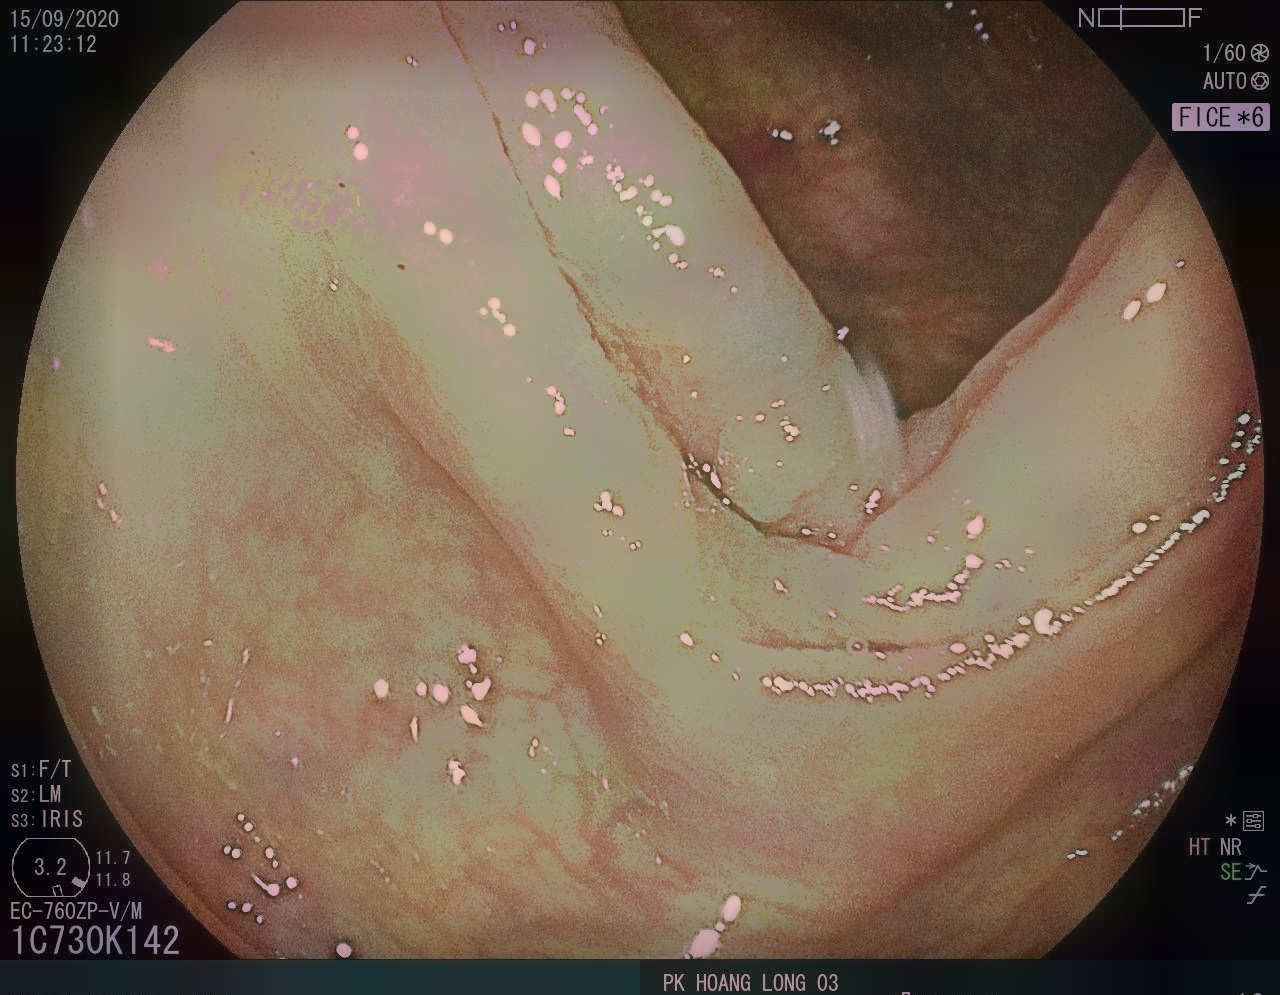 15/09/2020
11:23:12
N F
1/60
AUTO
FICE *6
S1: F/T
S2: LM
S3: IRIS
3.2 11.7
11.8
EC-760ZP-V/M
1C730K142
*
HT NR
SE
PK HOANG LONG 03